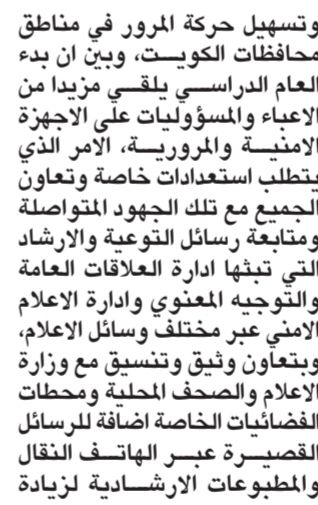 وتسهيل حركة المرور في مناطق
محافظات الكويت، وبين ان بدء
العام الدراسي يلقي مزيدا من
الاعباء والمسؤوليات على الاجهزة
الامنية والمرورية، الامر الذي
يتطلب استعدادات خاصة وتعاون
الجميع مع تلك الجهود المتواصلة
ومتابعة رسائل التوعية والارشاد
التي تبثها ادارة العلاقات العامة
والتوجيه المعنوي وادارة الاعلام
الامني عبر مختلف وسائل الاعلام،
وبتعاون وثيق وتنسيق مع وزارة
الاعلام والصحف المحلية ومحطات
الفضائيات الخاصة اضافة للرسائل
القصيرة عبر الهاتف النقال
والمطبوعات الارشادية لزيادة